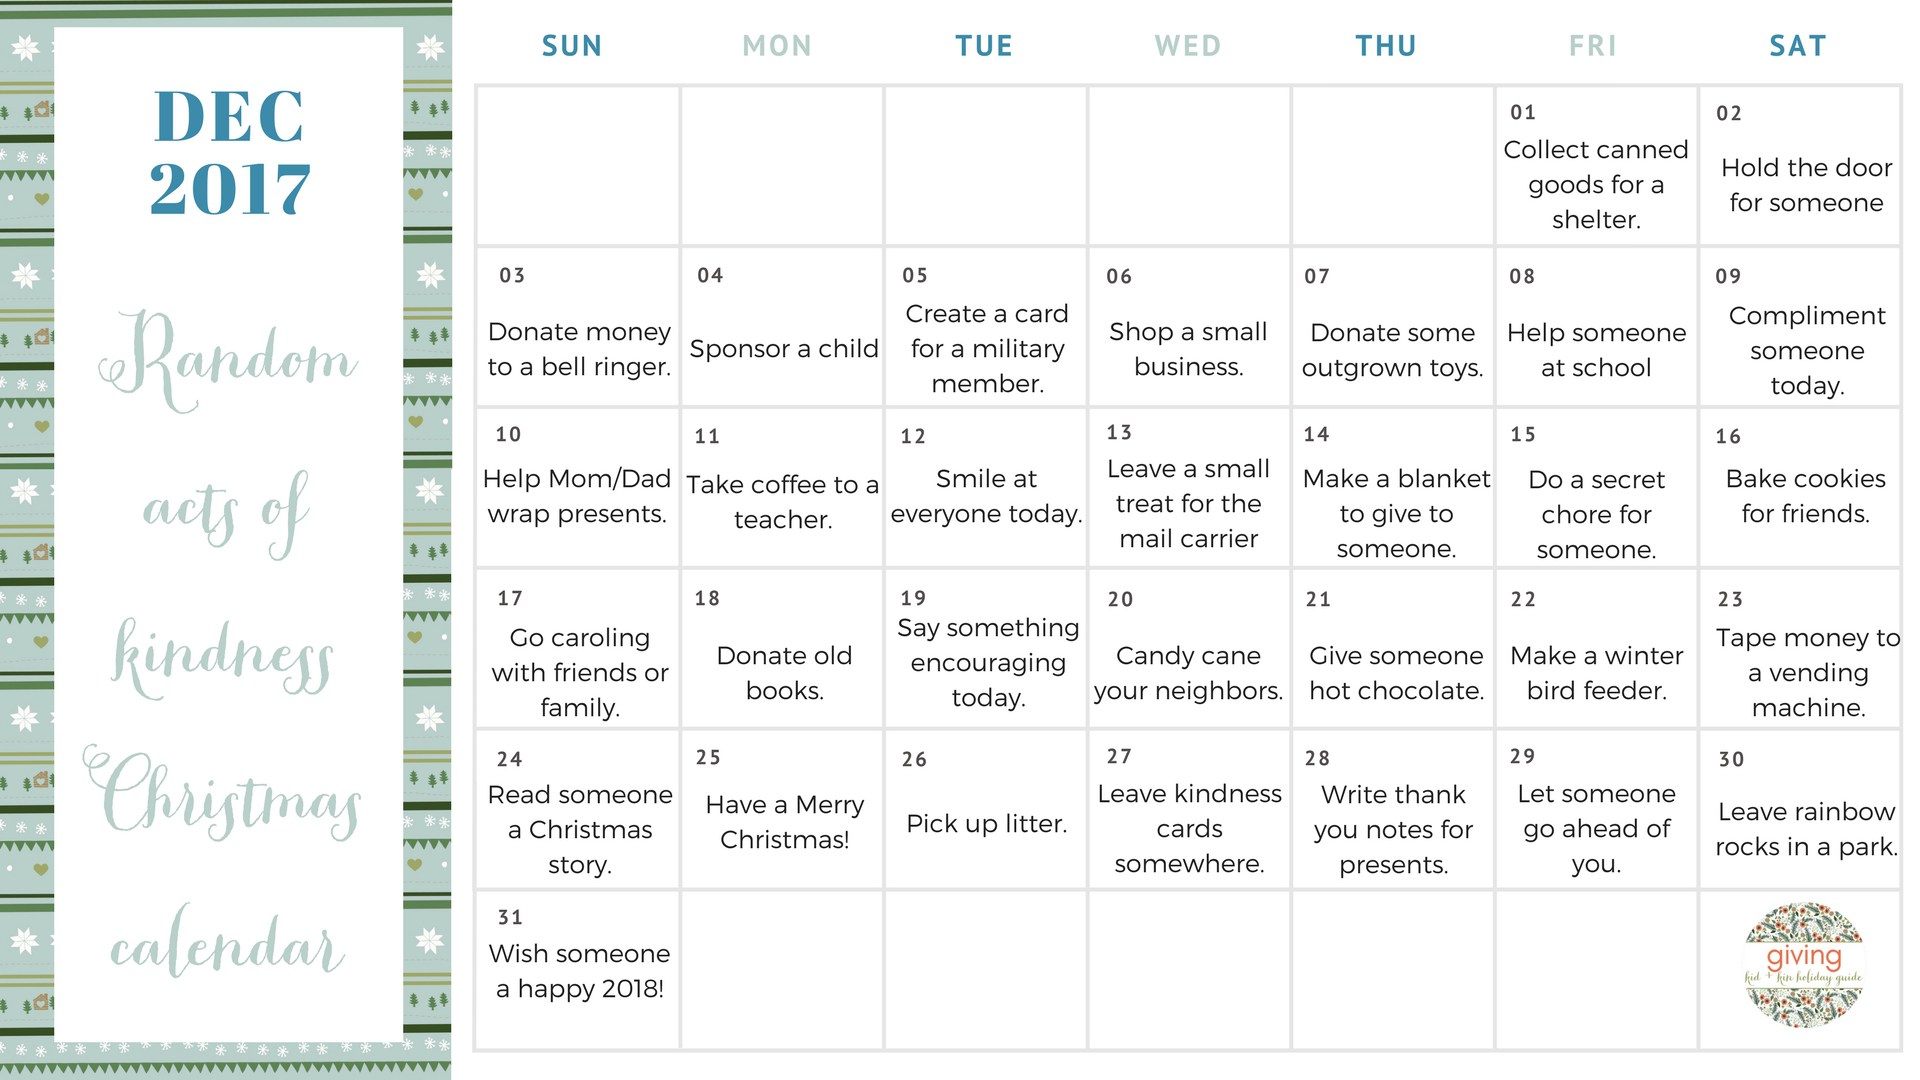 DEC
2017
Random
acts of
kindness
Christmas
calendar
SUN MON TUE WED THU FRI SAT
01
Collect canned
goods for a
shelter.
02
Hold the door
for someone
03
Donate money
to a bell ringer.
04
Sponsor a child
05
Create a card
for a military
member.
06
Shop a small
business.
07
Donate some
outgrown toys.
08
Help someone
at school
09
Compliment
someone
today.
10
Help Mom/Dad
wrap presents.
11
Take coffee to a
teacher.
12
Smile at
everyone today.
13
Leave a small
treat for the
mail carrier
14
Make a blanket
to give to
someone.
15
Do a secret
chore for
someone.
16
Bake cookies
for friends.
17
Go caroling
with friends or
family.
18
Donate old
books.
19
Say something
encouraging
today.
20
Candy cane
your neighbors.
21
Give someone
hot chocolate.
22
Make a winter
bird feeder.
23
Tape money to
a vending
machine.
24
Read someone
a Christmas
story.
25
Have a Merry
Christmas!
26
Pick up litter.
27
Leave kindness
cards
somewhere.
28
Write thank
you notes for
presents.
29
Let someone
go ahead of
you.
30
Leave rainbow
rocks in a park.
31
Wish someone
a happy 2018!
giving
kid + kin holiday guide